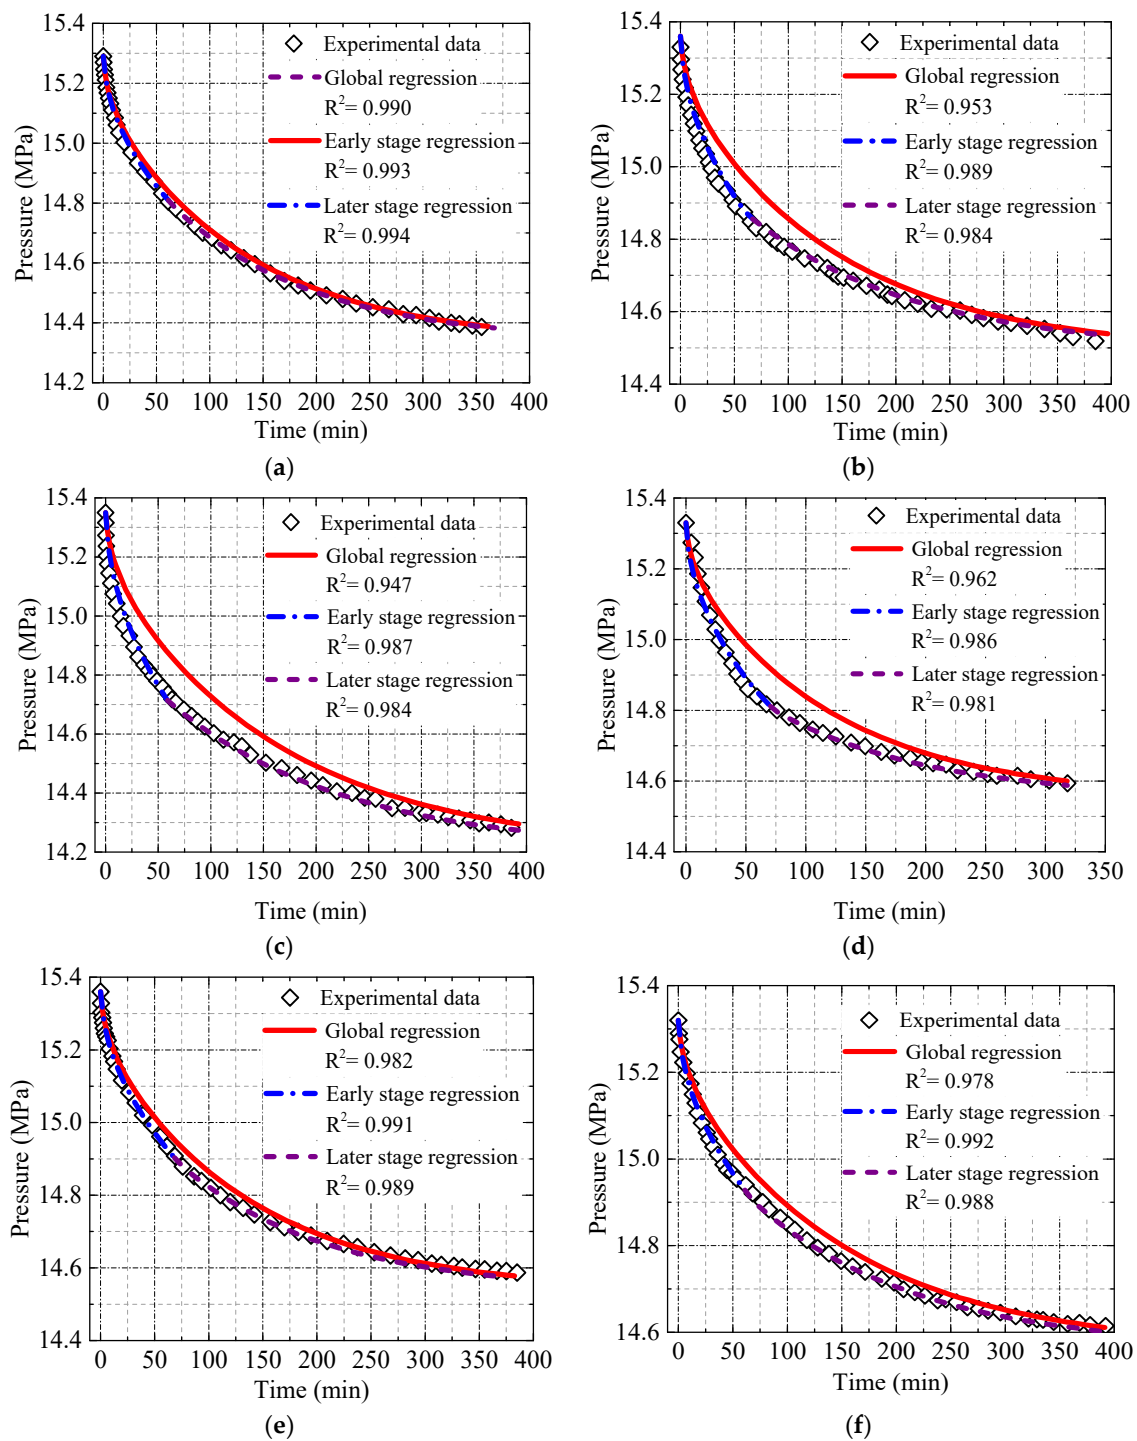 15.4
15.2
15.0
14.8
14.6
14.4
14.2
Pressure (MPa)
Experimental data
Global regression
R²= 0.990
Early stage regression
R²= 0.993
Later stage regression
R²= 0.994
0 50 100 150 200 250 300 350 400
Time (min)
(a)
15.4
15.2
15.0
14.8
14.6
14.4
Pressure (MPa)
Experimental data
Global regression
R²= 0.953
Early stage regression
R²= 0.989
Later stage regression
R²= 0.984
0 50 100 150 200 250 300 350 400
Time (min)
(b)
15.4
15.2
15.0
14.8
14.6
14.4
14.2
Pressure (MPa)
Experimental data
Global regression
R²= 0.947
Early stage regression
R²= 0.987
Later stage regression
R²= 0.984
0 50 100 150 200 250 300 350 400
Time (min)
(c)
15.4
15.2
15.0
14.8
14.6
14.4
Pressure (MPa)
Experimental data
Global regression
R²= 0.962
Early stage regression
R²= 0.986
Later stage regression
R²= 0.981
0 50 100 150 200 250 300 350
Time (min)
(d)
15.4
15.2
15.0
14.8
14.6
14.4
Pressure (MPa)
Experimental data
Global regression
R²= 0.982
Early stage regression
R²= 0.991
Later stage regression
R²= 0.989
0 50 100 150 200 250 300 350 400
Time (min)
(e)
15.4
15.2
15.0
14.8
14.6
Pressure (MPa)
Experimental data
Global regression
R²= 0.978
Early stage regression
R²= 0.992
Later stage regression
R²= 0.988
0 50 100 150 200 250 300 350 400
Time (min)
(f)